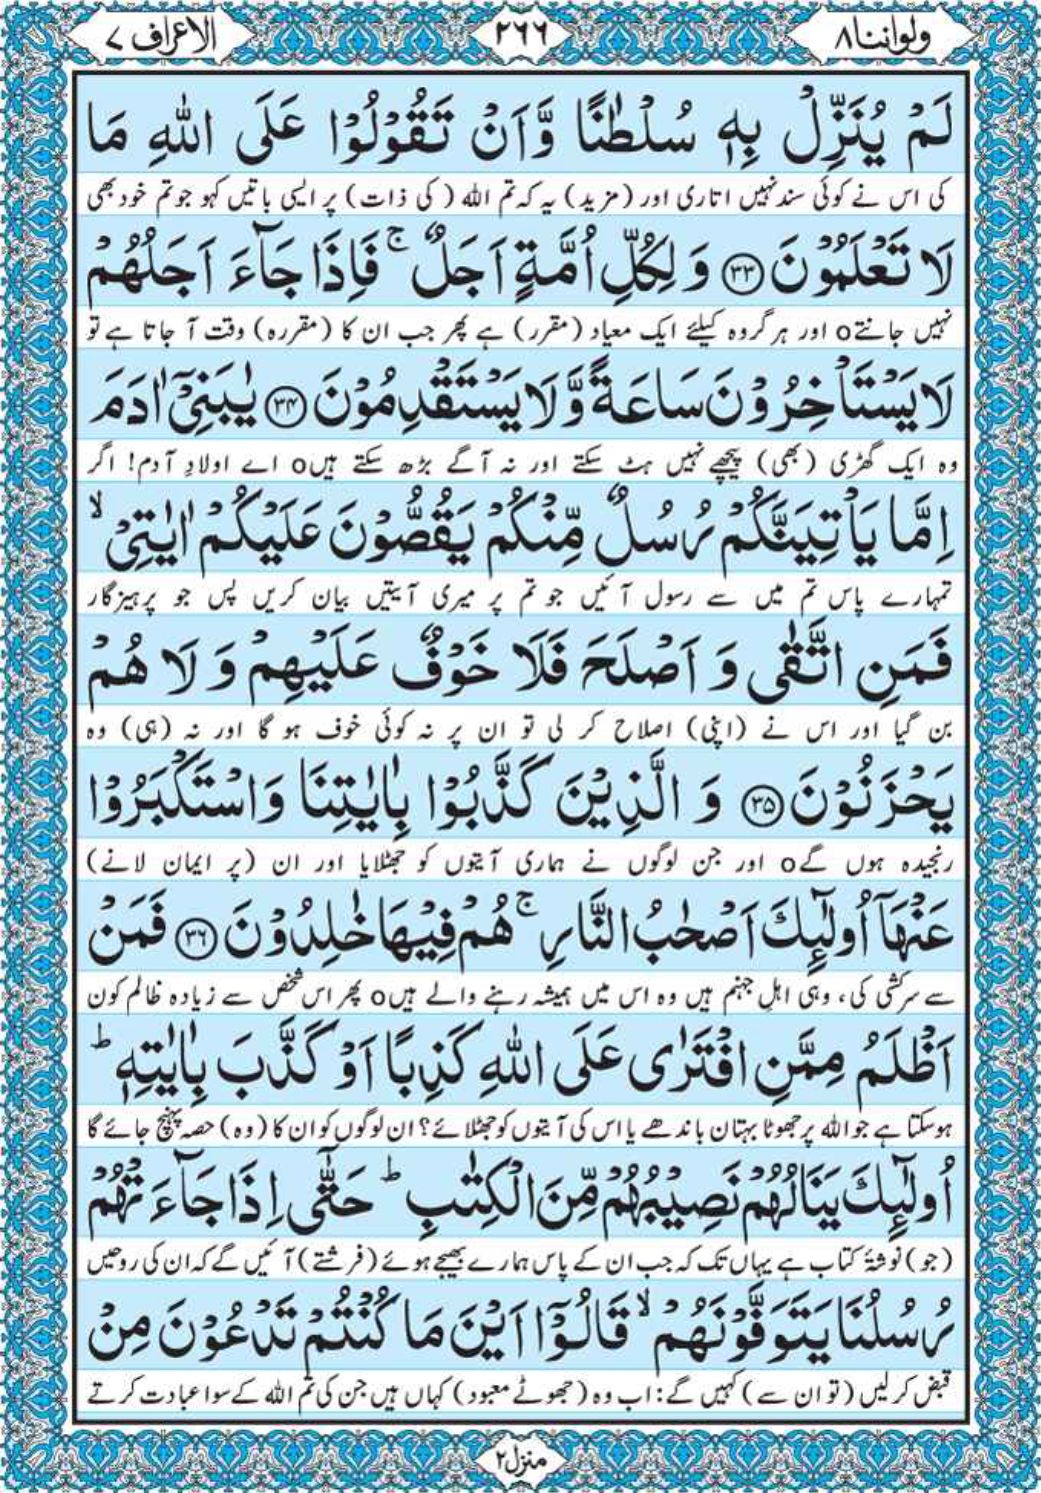 ولواننا ٨
٢٦٦
الاعراف ٧
لَمْ یُنَزِّلْ بِهٖ سُلْطٰنًا وَّاَنْ تَقُوْلُوْا عَلَی اللّٰهِ مَا
کی اس نے کوئی سند نہیں اتاری اور (مزید) یہ کہ تم اللہ (کی ذات) پر ایسی باتیں کہو جو تم خود بھی
لَا تَعْلَمُوْنَ ﴿۳۳﴾ وَ لِکُلِّ اُمَّةٍ اَجَلٌ ۚ فَاِذَا جَآءَ اَجَلُهُمْ
نہیں جانتےo اور ہر گروہ کیلئے ایک معیاد (مقرر) ہے پھر جب ان کا (مقررہ) وقت آ جاتا ہے تو
لَا یَسْتَاْخِرُوْنَ سَاعَةً وَّ لَا یَسْتَقْدِمُوْنَ ﴿۳۴﴾ یٰبَنِیْۤ اٰدَمَ
وہ ایک گھڑی (بھی) پیچھے نہیں ہٹ سکتے اور نہ آگے بڑھ سکتے ہیںo اے اولادِ آدم! اگر
اِمَّا یَاْتِیَنَّکُمْ رُسُلٌ مِّنْکُمْ یَقُصُّوْنَ عَلَیْکُمْ اٰیٰتِیْ ۙ
تمہارے پاس تم میں سے رسول آئیں جو تم پر میری آیتیں بیان کریں پس جو پرہیزگار
فَمَنِ اتَّقٰی وَ اَصْلَحَ فَلَا خَوْفٌ عَلَیْهِمْ وَ لَا هُمْ
بن گیا اور اس نے (اپنی) اصلاح کر لی تو ان پر نہ کوئی خوف ہو گا اور نہ (ہی) وہ
یَحْزَنُوْنَ ﴿۳۵﴾ وَ الَّذِیْنَ کَذَّبُوْا بِاٰیٰتِنَا وَاسْتَکْبَرُوْا
رنجیدہ ہوں گےo اور جن لوگوں نے ہماری آیتوں کو جھٹلایا اور ان (پر ایمان لانے)
عَنْهَاۤ اُولٰٓئِکَ اَصْحٰبُ النَّارِ ۚ هُمْ فِیْهَا خٰلِدُوْنَ ﴿۳۶﴾ فَمَنْ
سے سرکشی کی، وہی اہلِ جہنم ہیں وہ اس میں ہمیشہ رہنے والے ہیںo پھر اس شخص سے زیادہ ظالم کون
اَظْلَمُ مِمَّنِ افْتَرٰی عَلَی اللّٰهِ کَذِبًا اَوْ کَذَّبَ بِاٰیٰتِهٖ ؕ
ہوسکتا ہے جو اللہ پر جھوٹا بہتان باندھے یا اس کی آیتوں کو جھٹلائے؟ ان لوگوں کو ان کا (وہ) حصہ پہنچ جائے گا
اُولٰٓئِکَ یَنَالُهُمْ نَصِیْبُهُمْ مِّنَ الْکِتٰبِ ؕ حَتّٰۤی اِذَا جَآءَتْهُمْ
(جو) نوشتۂ کتاب ہے یہاں تک کہ جب ان کے پاس ہمارے بھیجے ہوئے (فرشتے) آئیں گے کہ ان کی روحیں
رُسُلُنَا یَتَوَفَّوْنَهُمْ ۙ قَالُوْۤا اَیْنَ مَا کُنْتُمْ تَدْعُوْنَ مِنْ
قبض کر لیں (تو ان سے) کہیں گے: اب وہ (جھوٹے معبود) کہاں ہیں جن کی تم اللہ کے سوا عبادت کرتے
منزل ٢